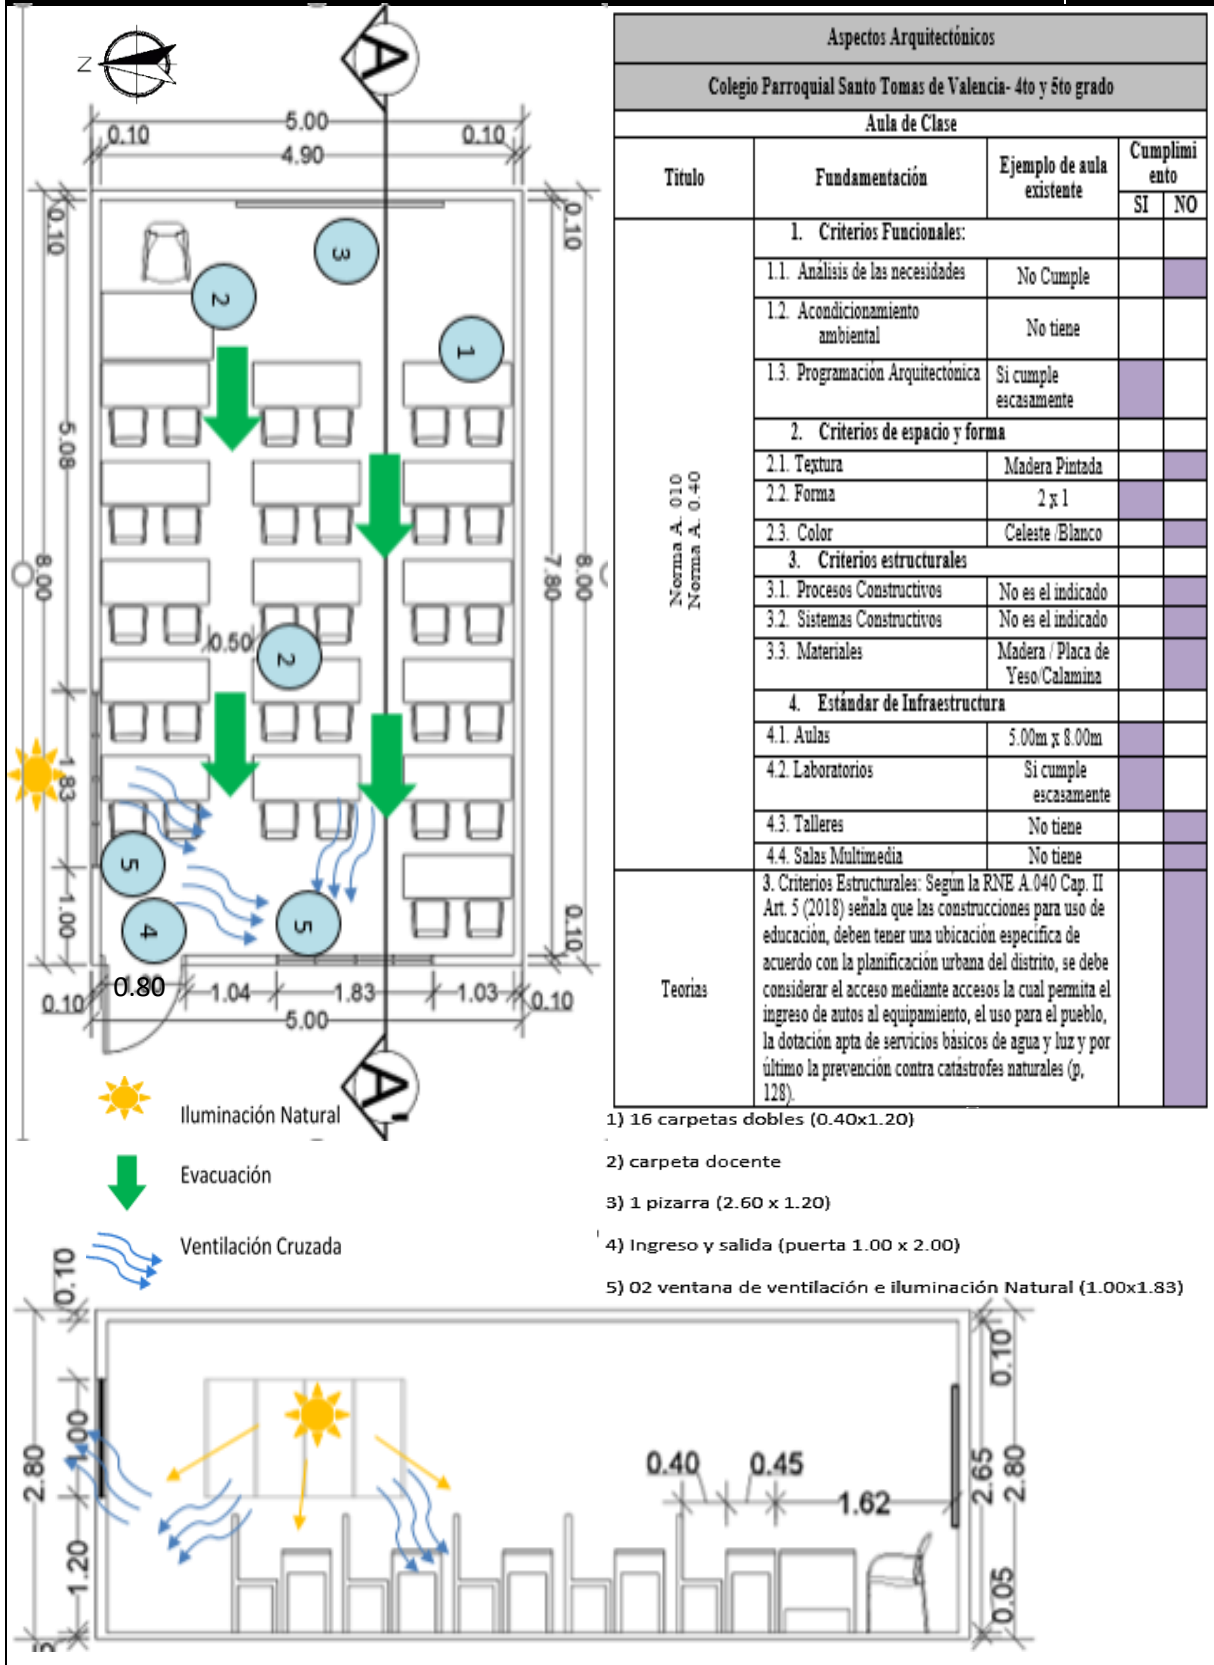 Z
A
5.00
0.10
0.10
4.90
0.10
0.10
3
2
1
5.08
8.00
7.80
8.00
0.50
2
1.83
5
4
5
1.00
0.10
0.10
0.80
1.04
1.83
1.03
0.10
5.00
A'
Iluminación Natural
Evacuación
Ventilación Cruzada
Aspectos Arquitectónicos
Colegio Parroquial Santo Tomas de Valencia- 4to y 5to grado
Aula de Clase
Titulo
Fundamentación
Ejemplo de aula
existente
Cumplimi
ento
SI
NO
Norma A. 010
Norma A. 0.40
1. Criterios Funcionales:
1.1. Análisis de las necesidades
No Cumple
1.2. Acondicionamiento
ambiental
No tiene
1.3. Programación Arquitectónica
Si cumple
escasamente
2. Criterios de espacio y forma
2.1. Textura
Madera Pintada
2.2. Forma
2 x 1
2.3. Color
Celeste /Blanco
3. Criterios estructurales
3.1. Procesos Constructivos
No es el indicado
3.2. Sistemas Constructivos
No es el indicado
3.3. Materiales
Madera / Placa de
Yeso/Calamina
4. Estándar de Infraestructura
4.1. Aulas
5.00m x 8.00m
4.2. Laboratorios
Si cumple
escasamente
4.3. Talleres
No tiene
4.4. Salas Multimedia
No tiene
Teorías
3. Criterios Estructurales: Según la RNE A.040 Cap. II
Art. 5 (2018) señala que las construcciones para uso de
educación, deben tener una ubicación especifica de
acuerdo con la planificación urbana del distrito, se debe
considerar el acceso mediante accesos la cual permita el
ingreso de autos al equipamiento, el uso para el pueblo,
la dotación apta de servicios básicos de agua y luz y por
último la prevención contra catástrofes naturales (p,
128).
1) 16 carpetas dobles (0.40x1.20)
2) carpeta docente
3) 1 pizarra (2.60 x 1.20)
4) Ingreso y salida (puerta 1.00 x 2.00)
5) 02 ventana de ventilación e iluminación Natural (1.00x1.83)
0.10
2.80
1.00
1.20
0.40
0.45
1.62
0.10
2.65
2.80
0.05